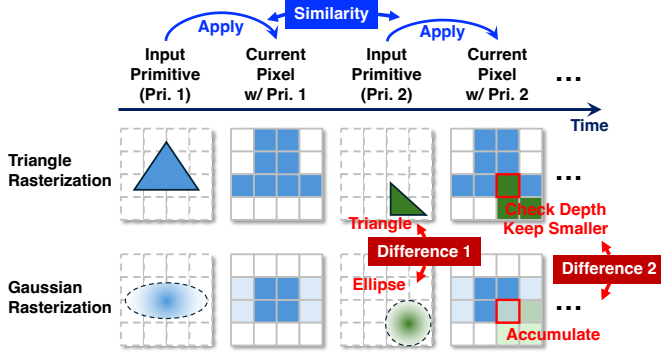 Similarity
Apply
Apply
Input
Primitive
(Pri. 1)
Current
Pixel
w/ Pri. 1
Input
Primitive
(Pri. 2)
Current
Pixel
w/ Pri. 2
...
Time
Triangle
Rasterization
Triangle
Check Depth
Keep Smaller
...
Difference 1
Difference 2
Gaussian
Rasterization
Ellipse
Accumulate
...